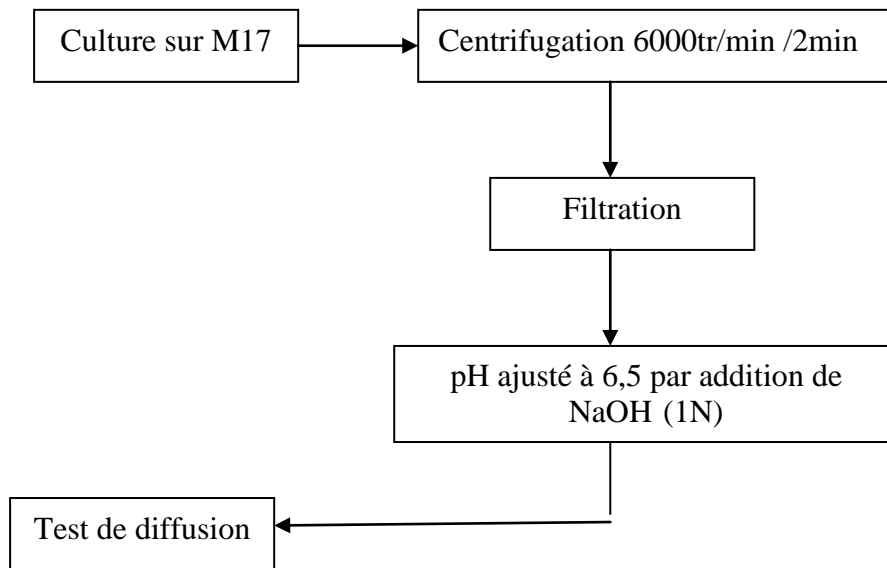 Culture sur M17
Centrifugation 6000tr/min /2min
Filtration
pH ajusté à 6,5 par addition de
NaOH (1N)
Test de diffusion